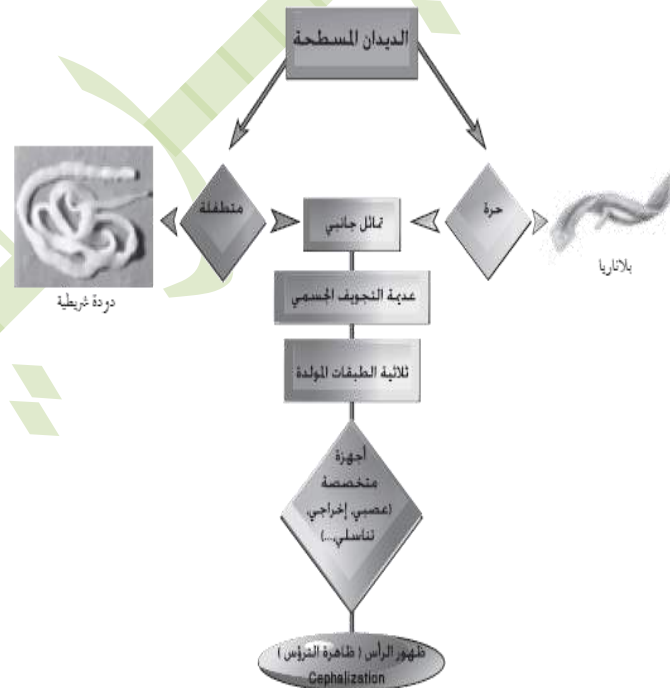 الديدان المسطحة
متطفلة
حرة
تماثل جانبي
دودة شريطية
بلاناريا
عديمة التجويف الجسمي
ثلاثية الطبقات المولدة
أجهزة
متخصصة
(عصبي، إخراجي،
تناسلي،...)
ظهور الرأس ( ظاهرة الترؤس )
Cephalization